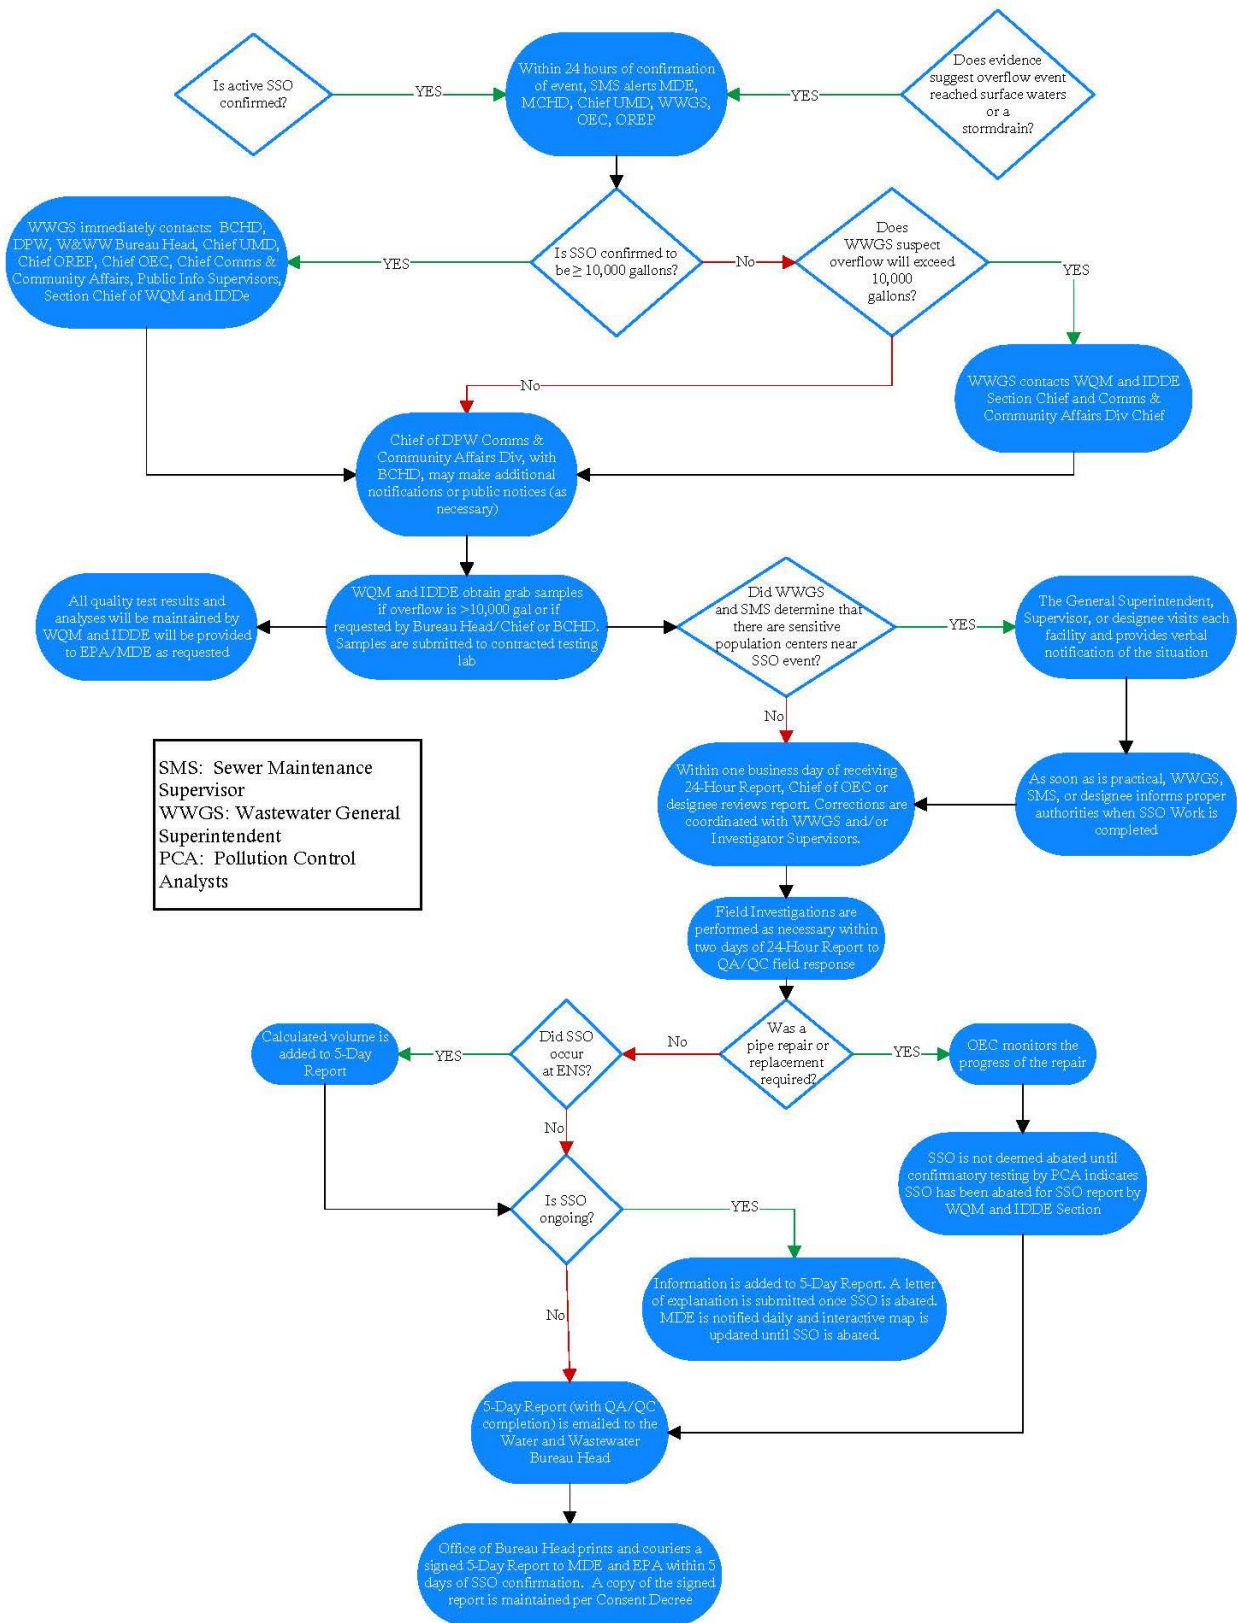 Is active SSO
confirmed?
YES
Within 24 hours of confirmation
of event, SMS alerts MDE,
MCHD, Chief UMD, WWGS,
OEC, OREP
YES
Does evidence
suggest overflow event
reached surface waters
or a
stormdrain?
WWGS immediately contacts: BCHD,
DPW, W&WW Bureau Head, Chief UMD,
Chief OREP, Chief OEC, Chief Comms &
Community Affairs, Public Info Supervisors,
Section Chief of WQM and IDDe
YES
Is SSO confirmed to
be ≥ 10,000 gallons?
No
Does
WWGS suspect
overflow will exceed
10,000
gallons?
YES
No
WWGS contacts WQM and IDDE
Section Chief and Comms &
Community Affairs Div Chief
Chief of DPW Comms &
Community Affairs Div, with
BCHD, may make additional
notifications or public notices (as
necessary)
All quality test results and
analyses will be maintained by
WQM and IDDE will be provided
to EPA/MDE as requested
WQM and IDDE obtain grab samples
if overflow is >10,000 gal or if
requested by Bureau Head/Chief or BCHD.
Samples are submitted to contracted testing
lab
Did WWGS
and SMS determine that
there are sensitive
population centers near
SSO event?
YES
The General Superintendent,
Supervisor, or designee visits each
facility and provides verbal
notification of the situation
No
SMS: Sewer Maintenance
Supervisor
WWGS: Wastewater General
Superintendent
PCA: Pollution Control
Analysts
Within one business day of receiving
24-Hour Report, Chief of OEC or
designee reviews report. Corrections are
coordinated with WWGS and/or
Investigator Supervisors.
As soon as is practical, WWGS,
SMS, or designee informs proper
authorities when SSO Work is
completed
Field Investigations are
performed as necessary within
two days of 24-Hour Report to
QA/QC field response
Calculated volume is
added to 5-Day
Report
YES
Did SSO
occur
at ENS?
No
Was a
pipe repair or
replacement
required?
YES
OEC monitors the
progress of the repair
No
SSO is not deemed abated until
confirmatory testing by PCA indicates
SSO has been abated for SSO report by
WQM and IDDE Section
Is SSO
ongoing?
YES
Information is added to 5-Day Report. A letter
of explanation is submitted once SSO is abated.
MDE is notified daily and interactive map is
updated until SSO is abated.
No
5-Day Report (with QA/QC
completion) is emailed to the
Water and Wastewater
Bureau Head
Office of Bureau Head prints and couriers a
signed 5-Day Report to MDE and EPA within 5
days of SSO confirmation. A copy of the signed
report is maintained per Consent Decree